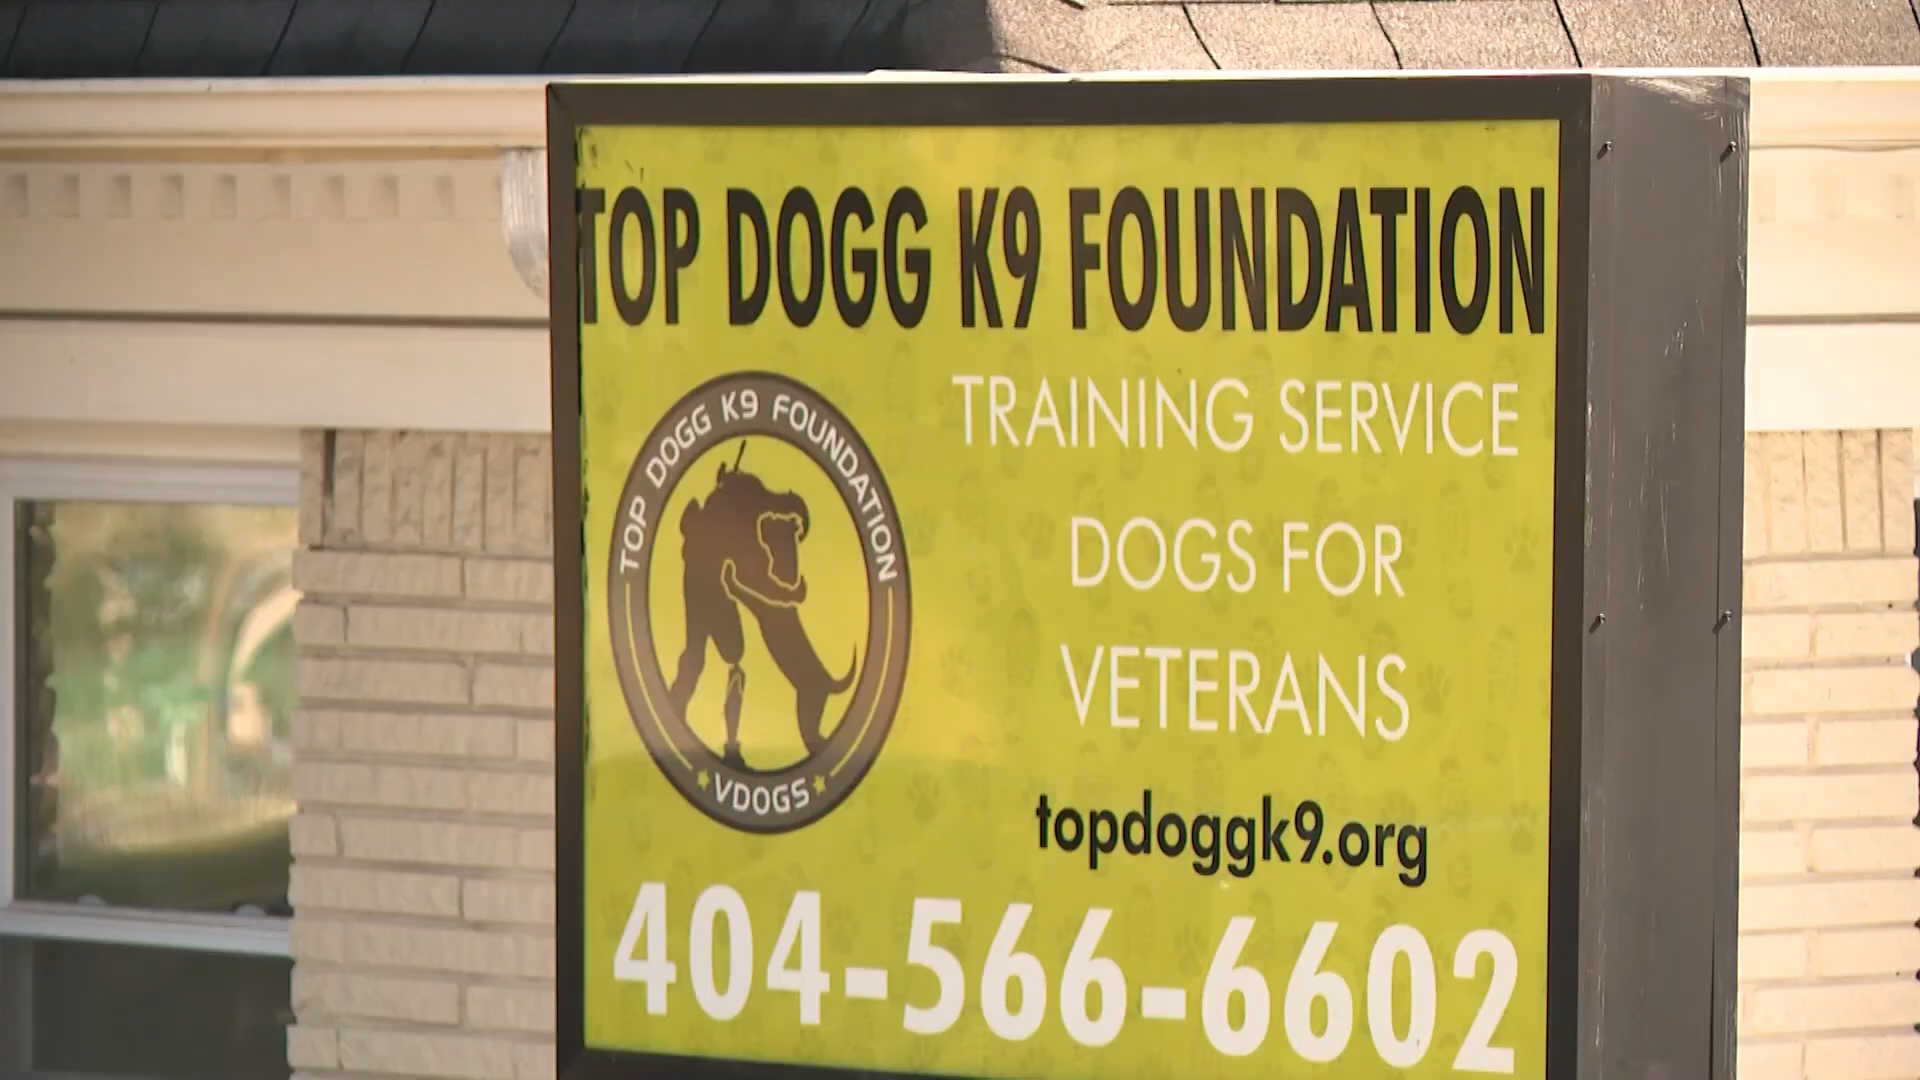 TOP DOGG K9 FOUNDATION
TRAINING SERVICE
DOGS FOR
VETERANS
topdoggk9.org
404-566-6602
TOP DOGG K9 FOUNDATION
VDOGS